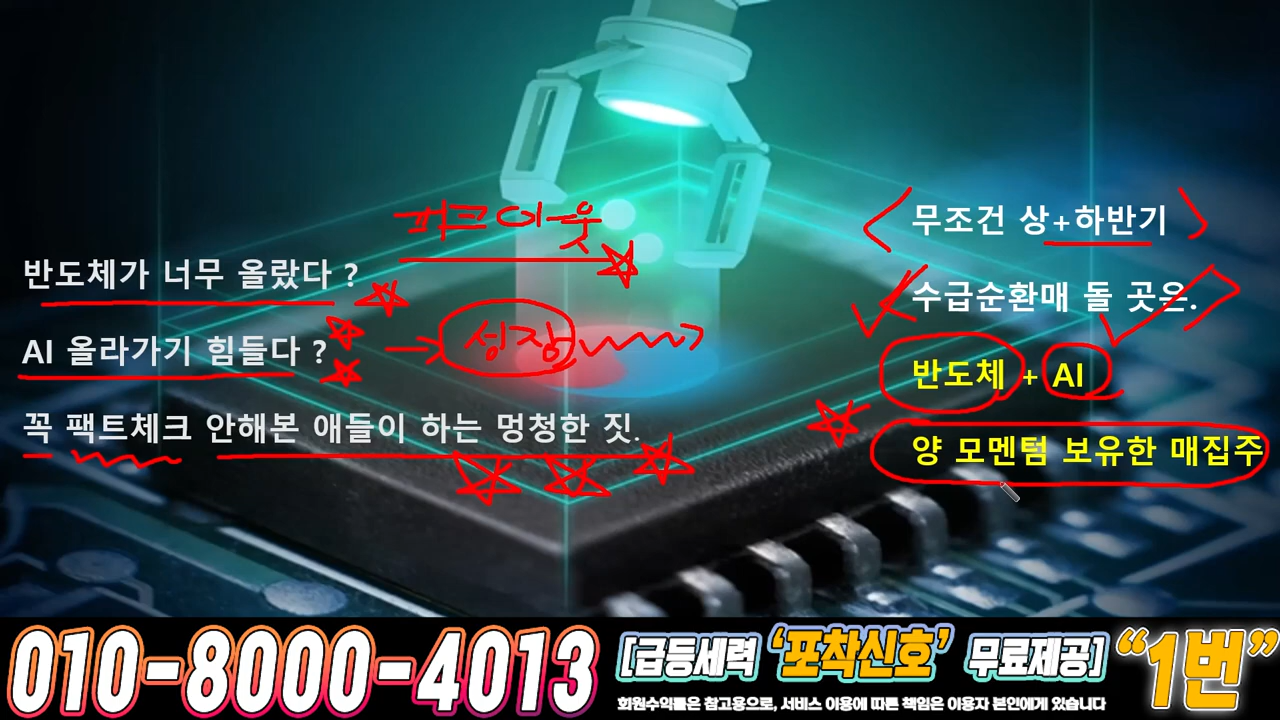 피크이웃
반도체가 너무 올랐다 ?
AI 올라가기 힘들다 ?
성장
꼭 팩트체크 안해본 애들이 하는 멍청한 짓.
무조건 상+하반기
수급순환매 돌 곳은.
반도체 + AI
양 모멘텀 보유한 매집주
010-8000-4013
[급등세력 '포착신호' 무료제공] "1번"
회원수익률은 참고용으로, 서비스 이용에 따른 책임은 이용자 본인에게 있습니다